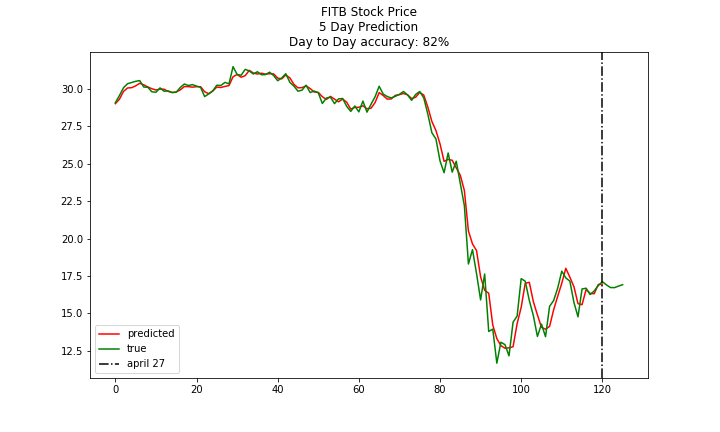 FITB Stock Price
5 Day Prediction
Day to Day accuracy: 82%
30.0
27.5
25.0
22.5
20.0
17.5
15.0
12.5
predicted
true
april 27
0 20 40 60 80 100 120